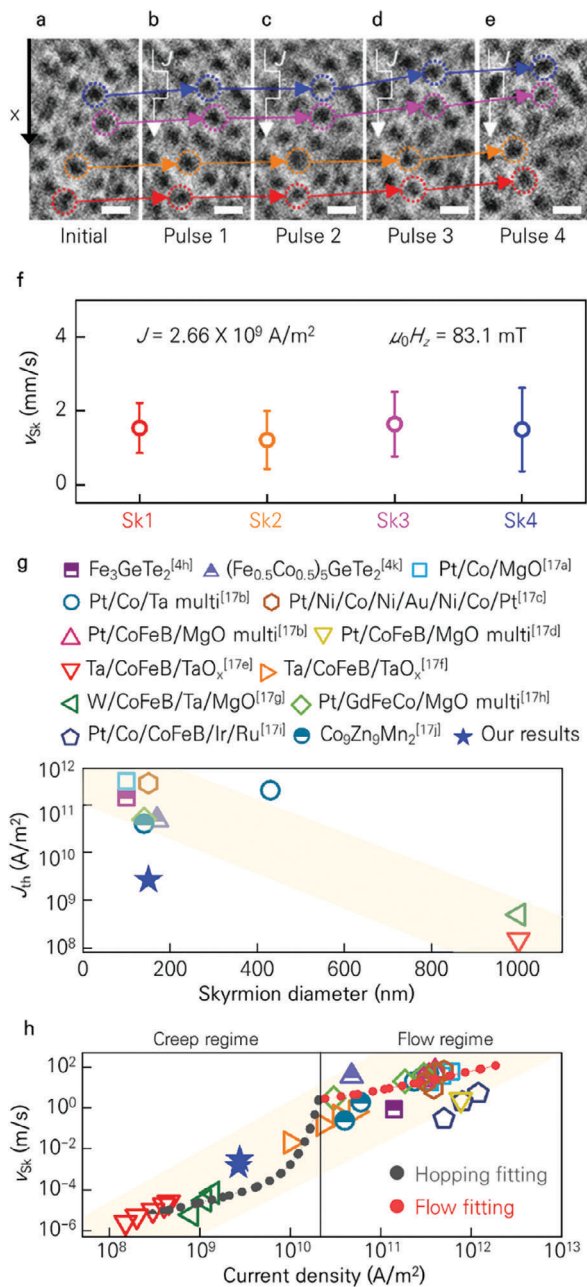 a b c d e
J J J J
x
Initial Pulse 1 Pulse 2 Pulse 3 Pulse 4
f
J = 2.66 X 10⁹ A/m² μ₀H_z = 83.1 mT
v_Sk (mm/s)
4
2
0
Sk1 Sk2 Sk3 Sk4
g
Fe₃GeTe₂[4h] (Fe₀.₅Co₀.₅)₅GeTe₂[4k] Pt/Co/MgO[17a]
Pt/Co/Ta multi[17b] Pt/Ni/Co/Ni/Au/Ni/Co/Pt[17c]
Pt/CoFeB/MgO multi[17b] Pt/CoFeB/MgO multi[17d]
Ta/CoFeB/TaOₓ[17e] Ta/CoFeB/TaOₓ[17f]
W/CoFeB/Ta/MgO[17g] Pt/GdFeCo/MgO multi[17h]
Pt/Co/CoFeB/Ir/Ru[17i] Co₉Zn₉Mn₂[17j] Our results
J_th (A/m²)
10¹²
10¹¹
10¹⁰
10⁹
10⁸
0 200 400 600 800 1000
Skyrmion diameter (nm)
h
Creep regime Flow regime
v_Sk (m/s)
10²
10⁰
10⁻²
10⁻⁴
10⁻⁶
Hopping fitting
Flow fitting
10⁸ 10⁹ 10¹⁰ 10¹¹ 10¹² 10¹³
Current density (A/m²)